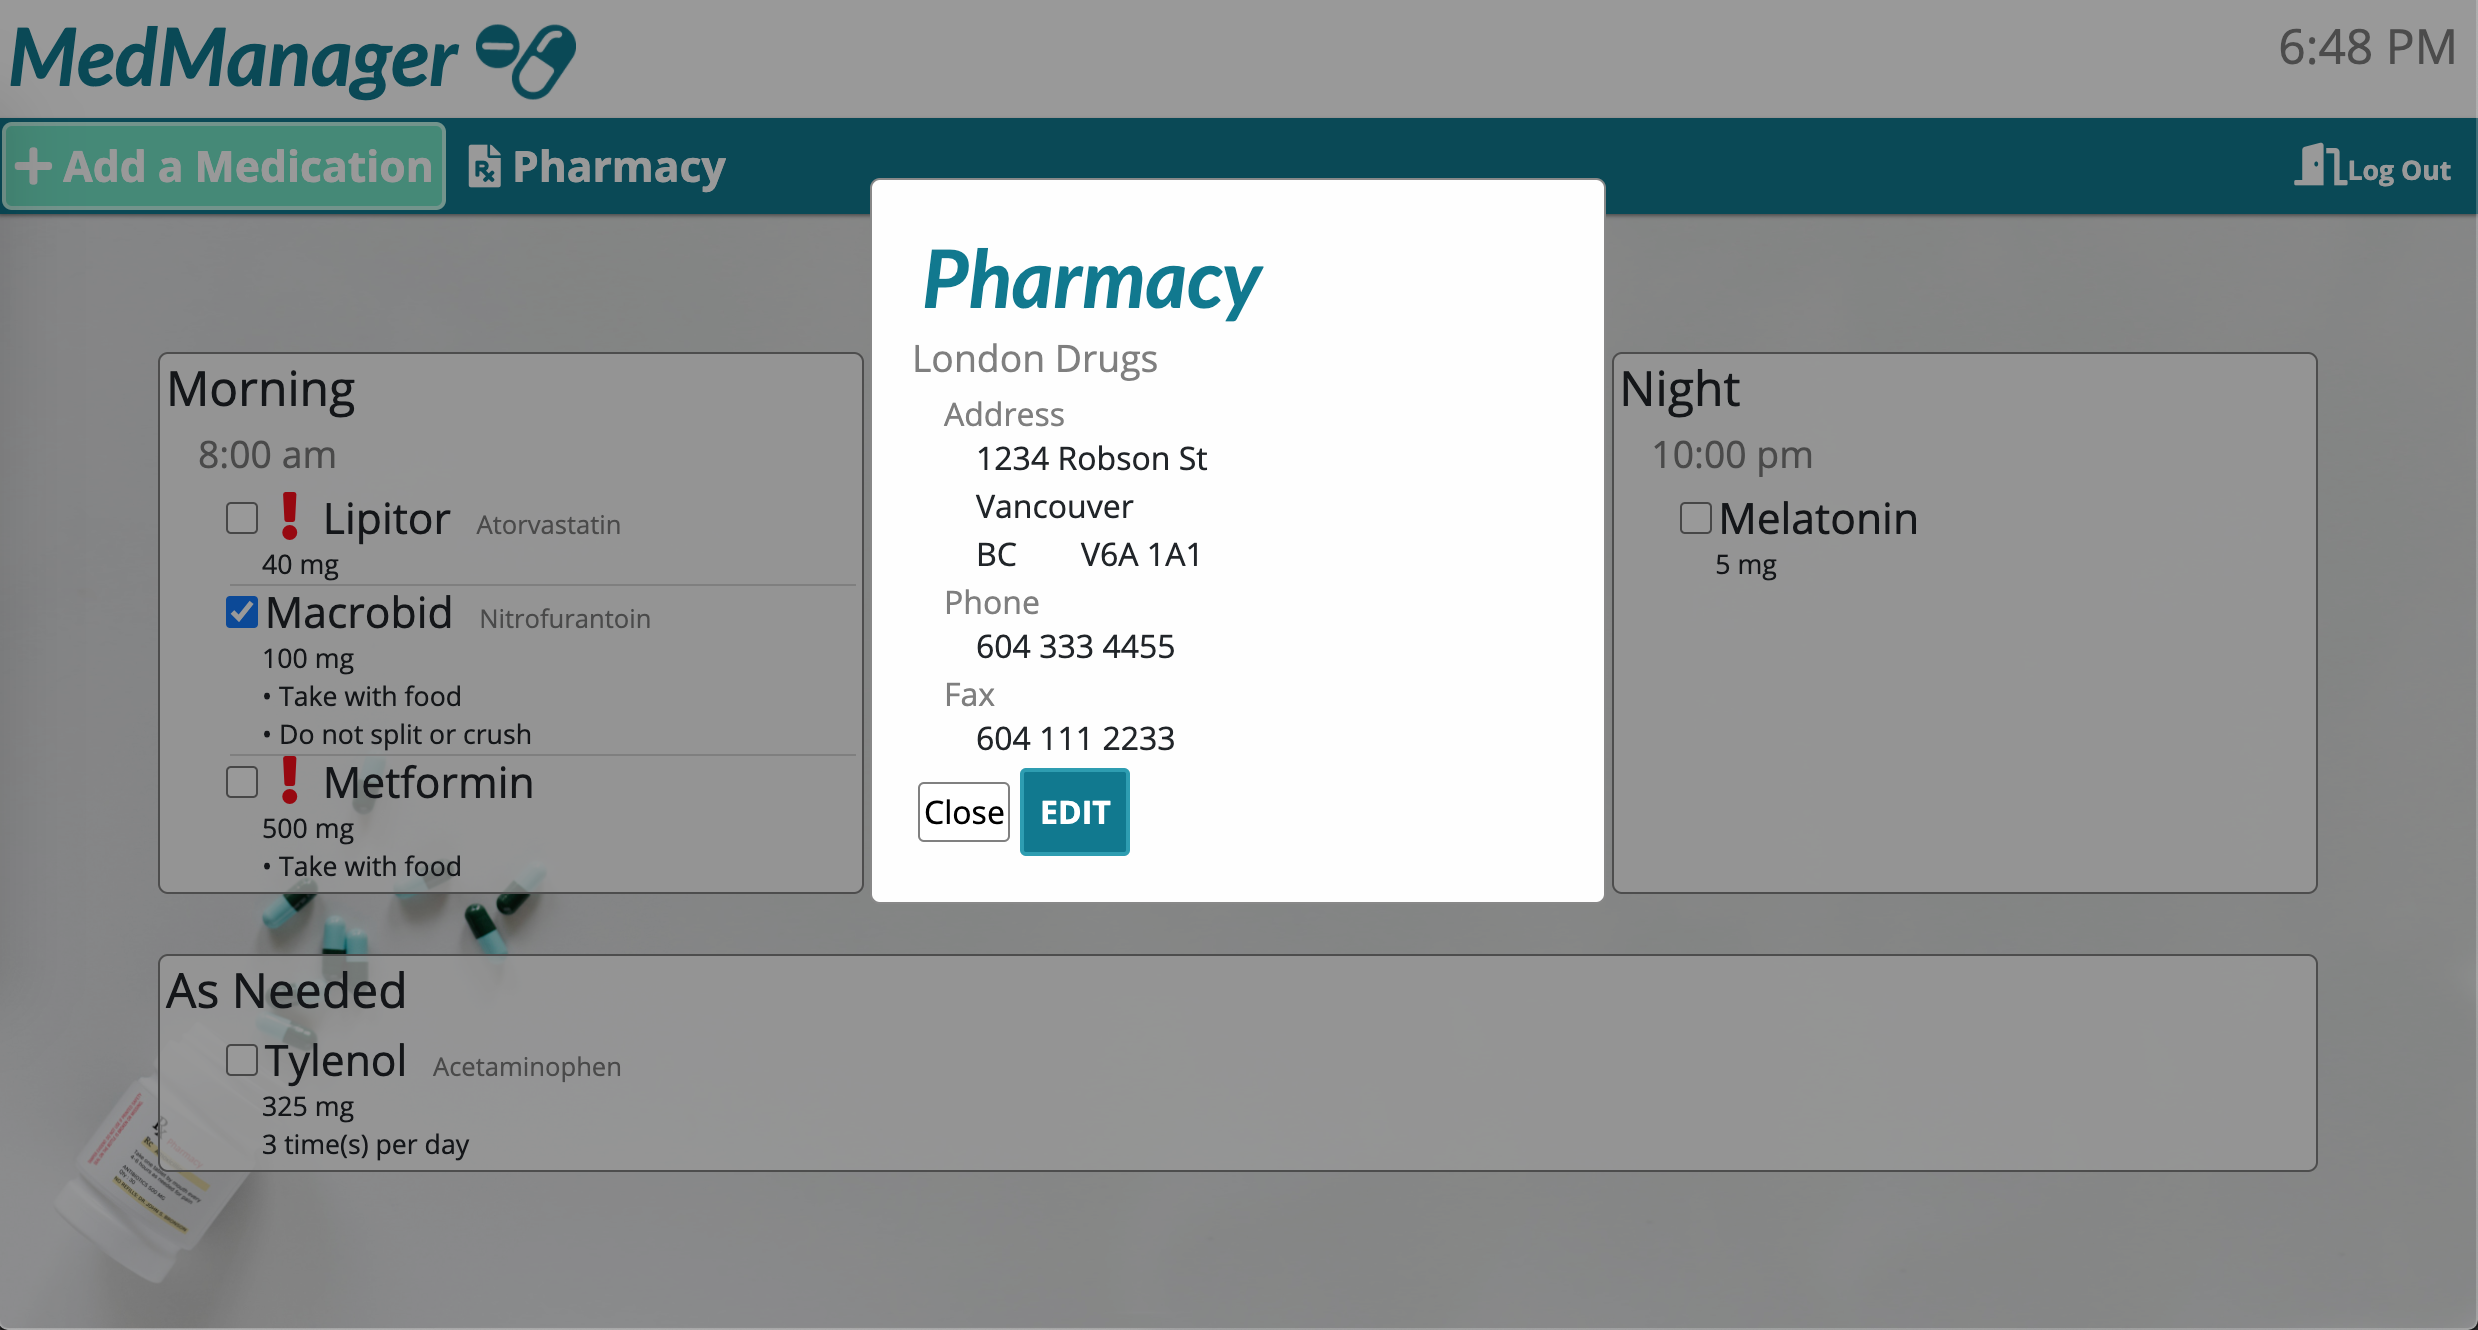 MedManager
6:48 PM
Add a Medication
Pharmacy
Log Out
Pharmacy
London Drugs
Address
1234 Robson St
Vancouver
BC V6A 1A1
Phone
604 333 4455
Fax
604 111 2233
Close
EDIT
Morning
8:00 am
Lipitor Atorvastatin
40 mg
Macrobid Nitrofurantoin
100 mg
• Take with food
• Do not split or crush
Metformin
500 mg
• Take with food
Night
10:00 pm
Melatonin
5 mg
As Needed
Tylenol Acetaminophen
325 mg
3 time(s) per day